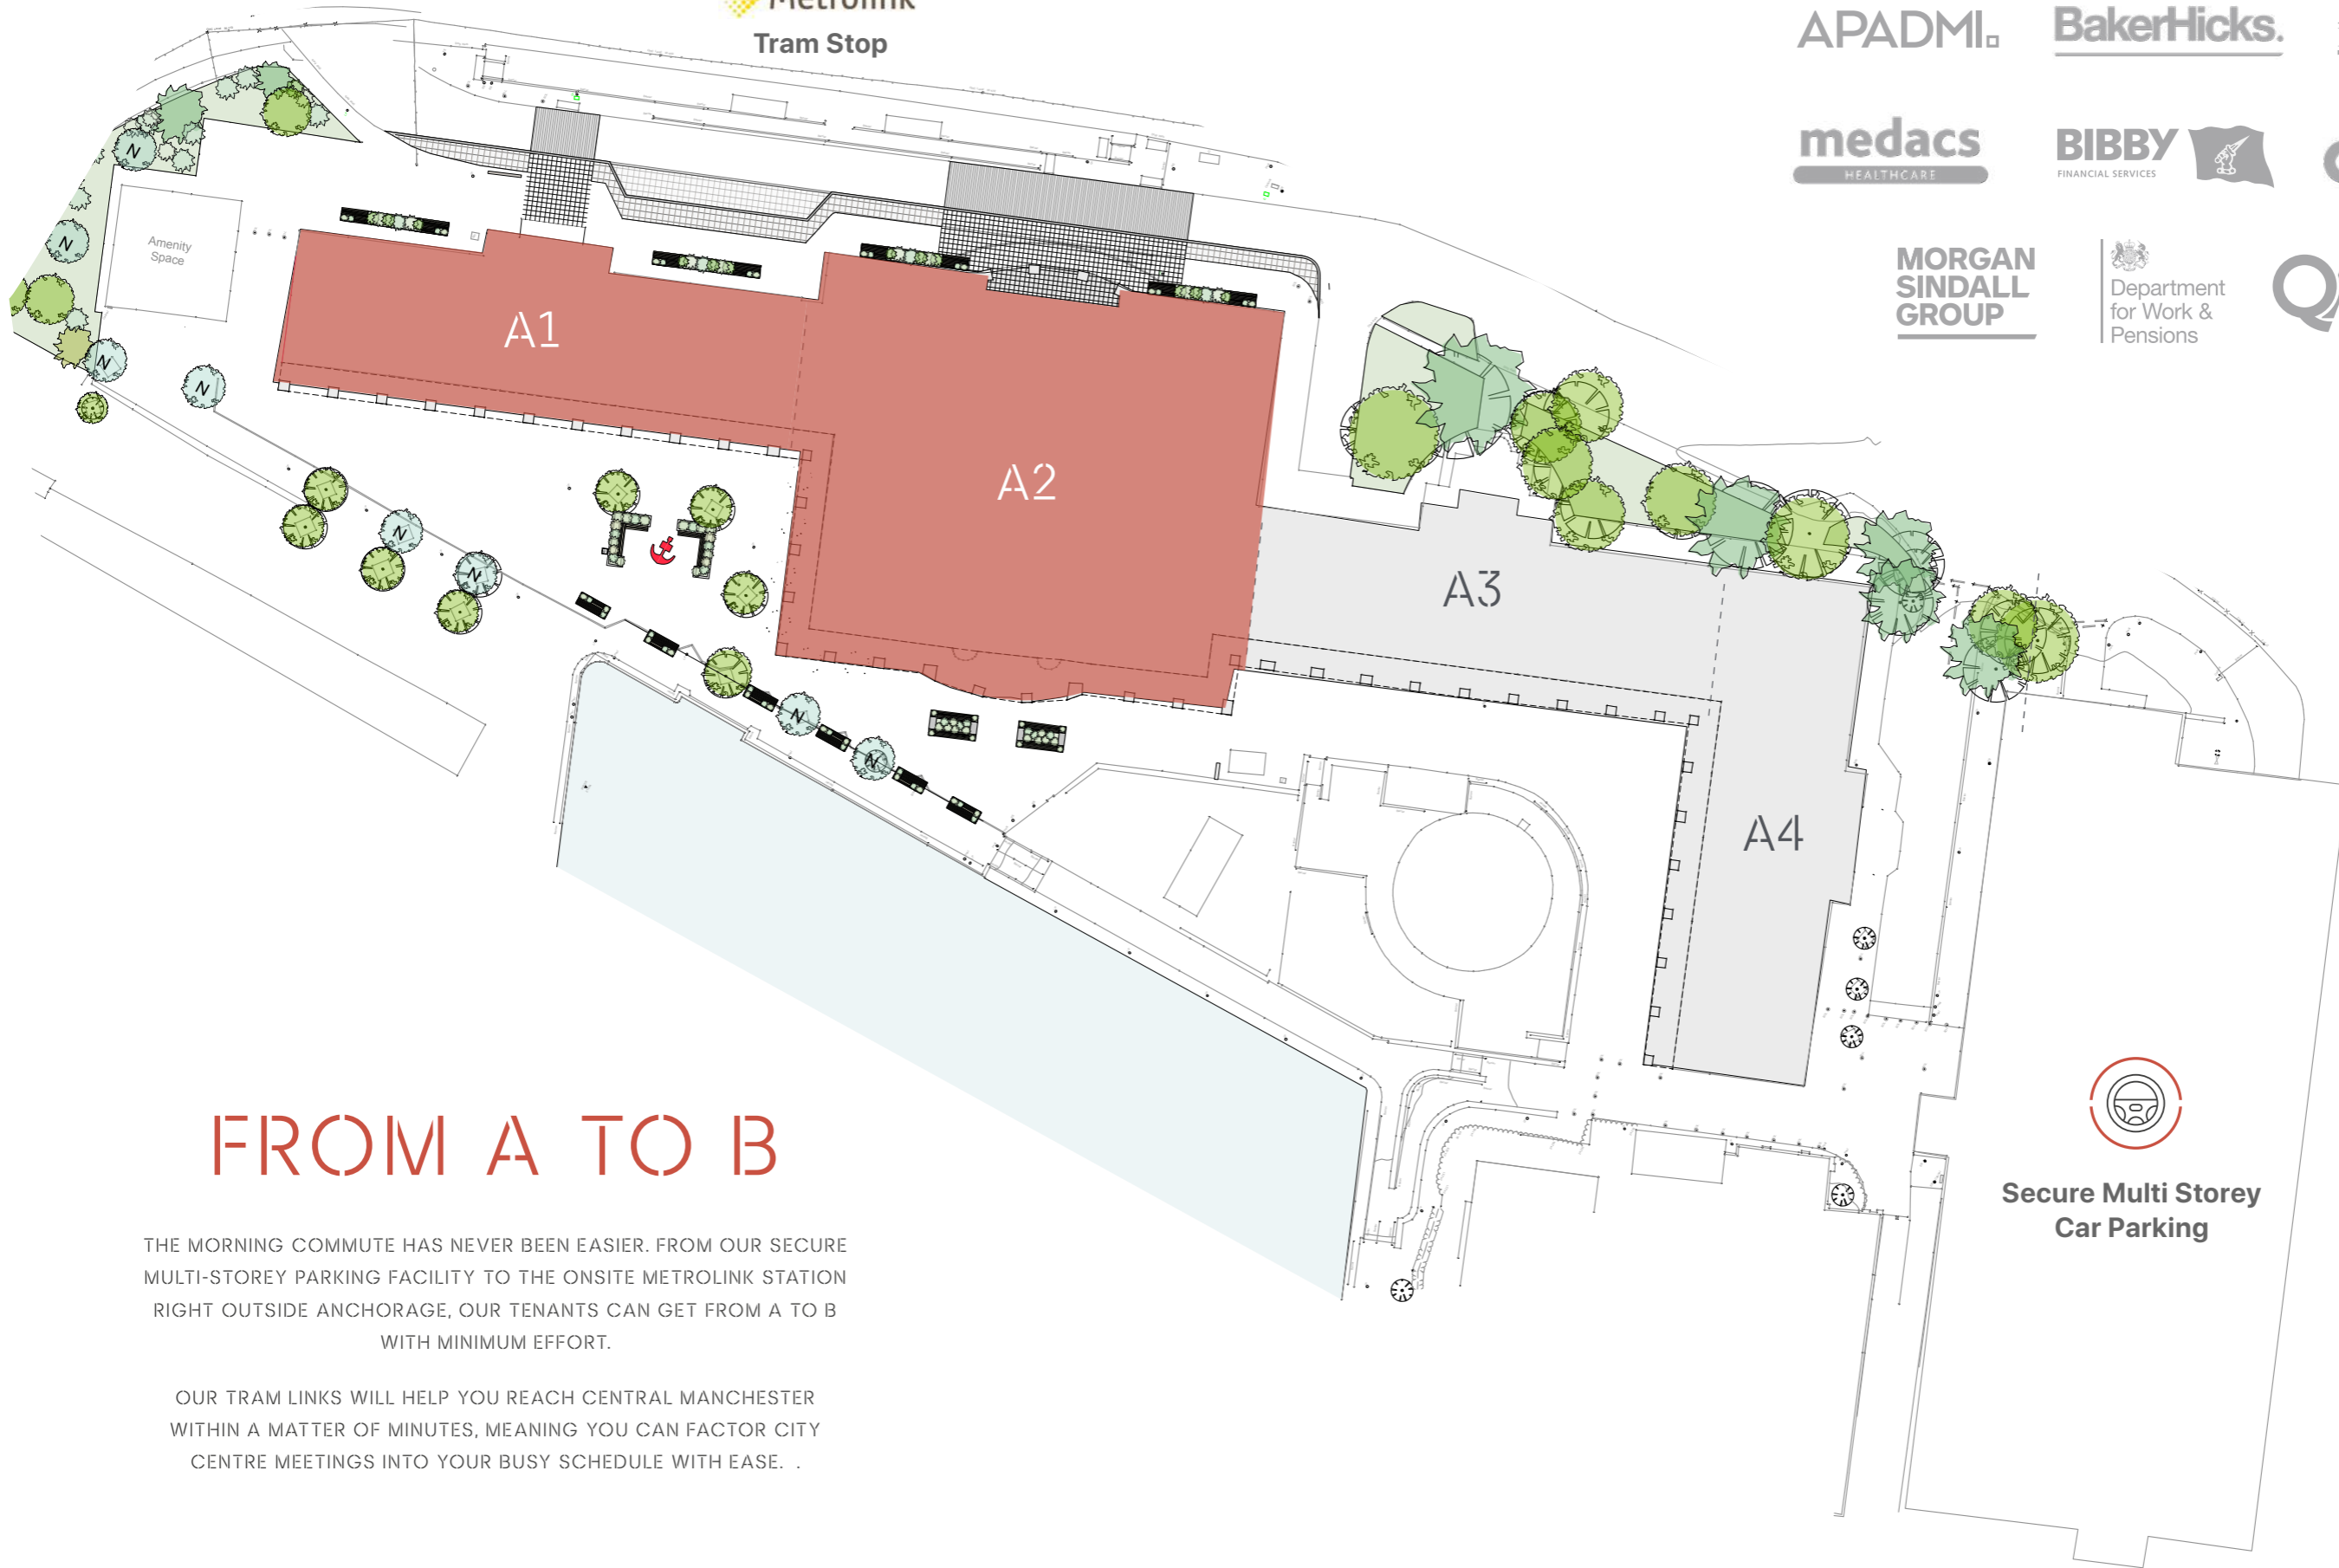 Metrolink
Tram Stop
APADMI
BakerHicks.
medacs
HEALTHCARE
BIBBY
FINANCIAL SERVICES
MORGAN
SINDALL
GROUP
Department
for Work &
Pensions
N
Amenity
Space
N
N
N
A1
A2
N
N
A3
N
N
A4
FROM A TO B
THE MORNING COMMUTE HAS NEVER BEEN EASIER. FROM OUR SECURE
MULTI-STOREY PARKING FACILITY TO THE ONSITE METROLINK STATION
RIGHT OUTSIDE ANCHORAGE, OUR TENANTS CAN GET FROM A TO B
WITH MINIMUM EFFORT.
OUR TRAM LINKS WILL HELP YOU REACH CENTRAL MANCHESTER
WITHIN A MATTER OF MINUTES, MEANING YOU CAN FACTOR CITY
CENTRE MEETINGS INTO YOUR BUSY SCHEDULE WITH EASE. .
Secure Multi Storey
Car Parking